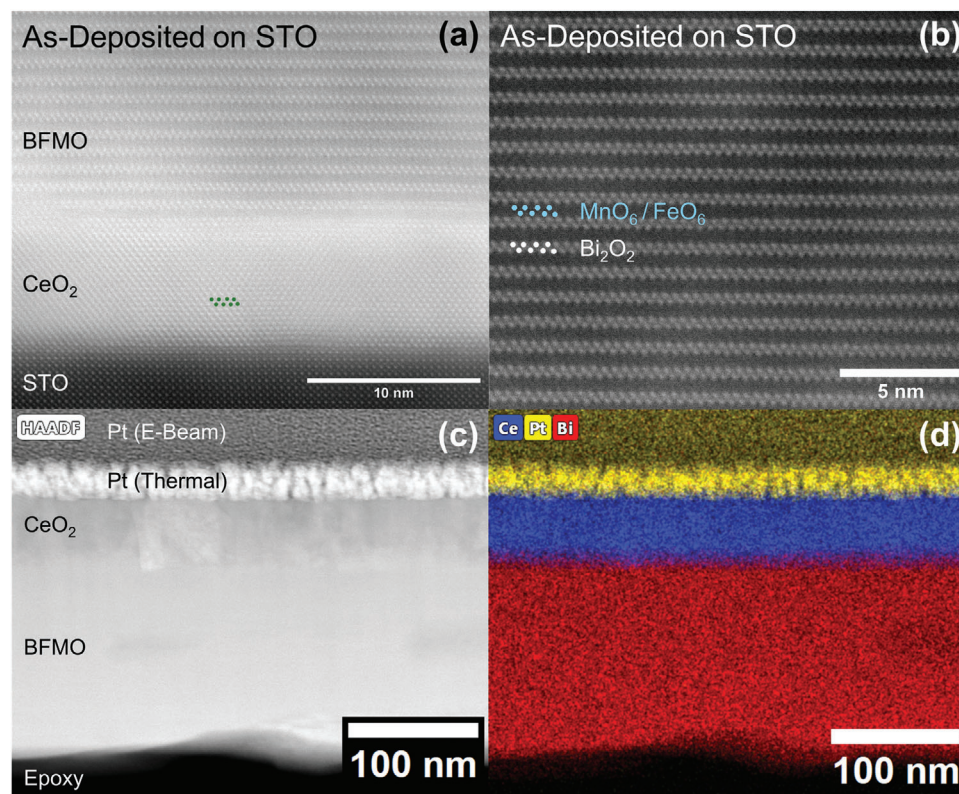 As-Deposited on STO (a)
BFMO
CeO₂
STO
10 nm
As-Deposited on STO (b)
MnO₆ / FeO₆
Bi₂O₂
5 nm
HAADF Pt (E-Beam) (c)
Pt (Thermal)
CeO₂
BFMO
100 nm
Epoxy
Ce Pt Bi (d)
100 nm